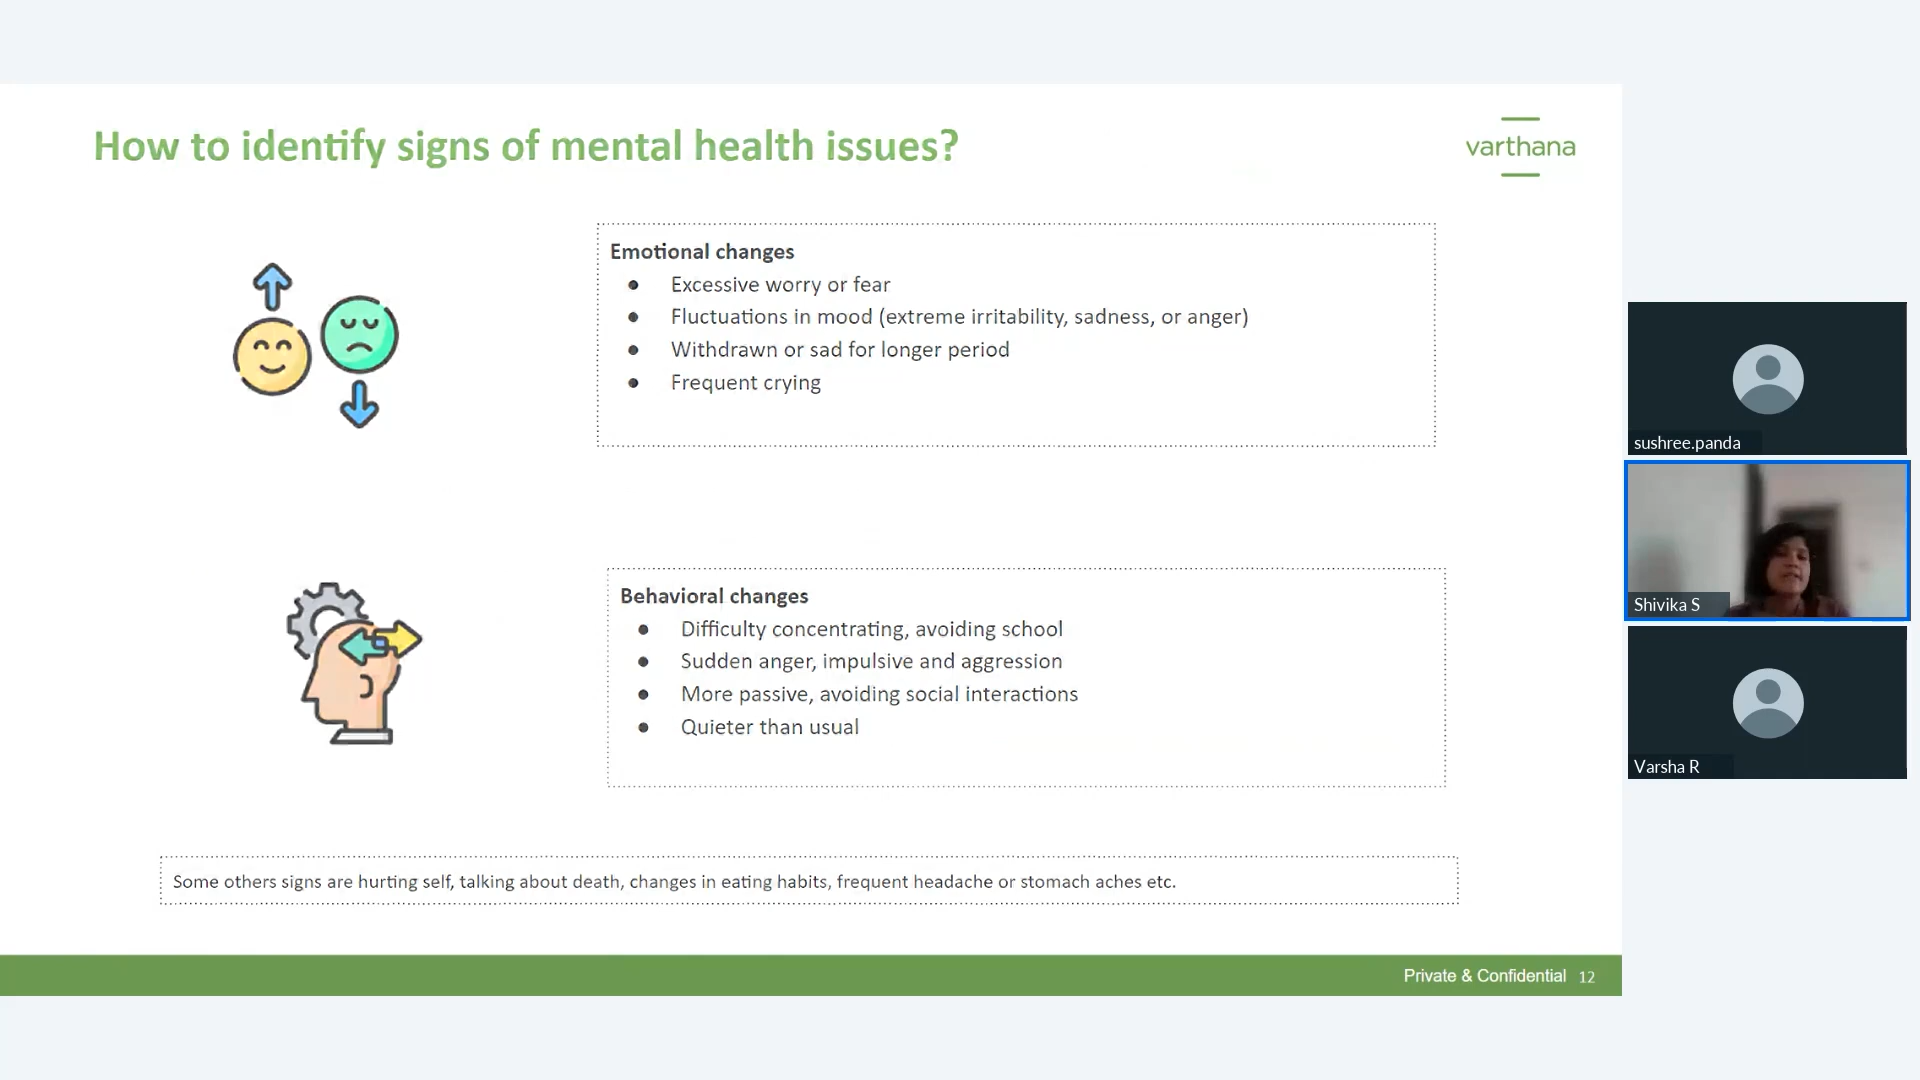 How to identify signs of mental health issues?
varthana
Emotional changes
● Excessive worry or fear
● Fluctuations in mood (extreme irritability, sadness, or anger)
● Withdrawn or sad for longer period
● Frequent crying
Behavioral changes
● Difficulty concentrating, avoiding school
● Sudden anger, impulsive and aggression
● More passive, avoiding social interactions
● Quieter than usual
Some others signs are hurting self, talking about death, changes in eating habits, frequent headache or stomach aches etc.
Private & Confidential 12
sushree.panda
Shivika S
Varsha R